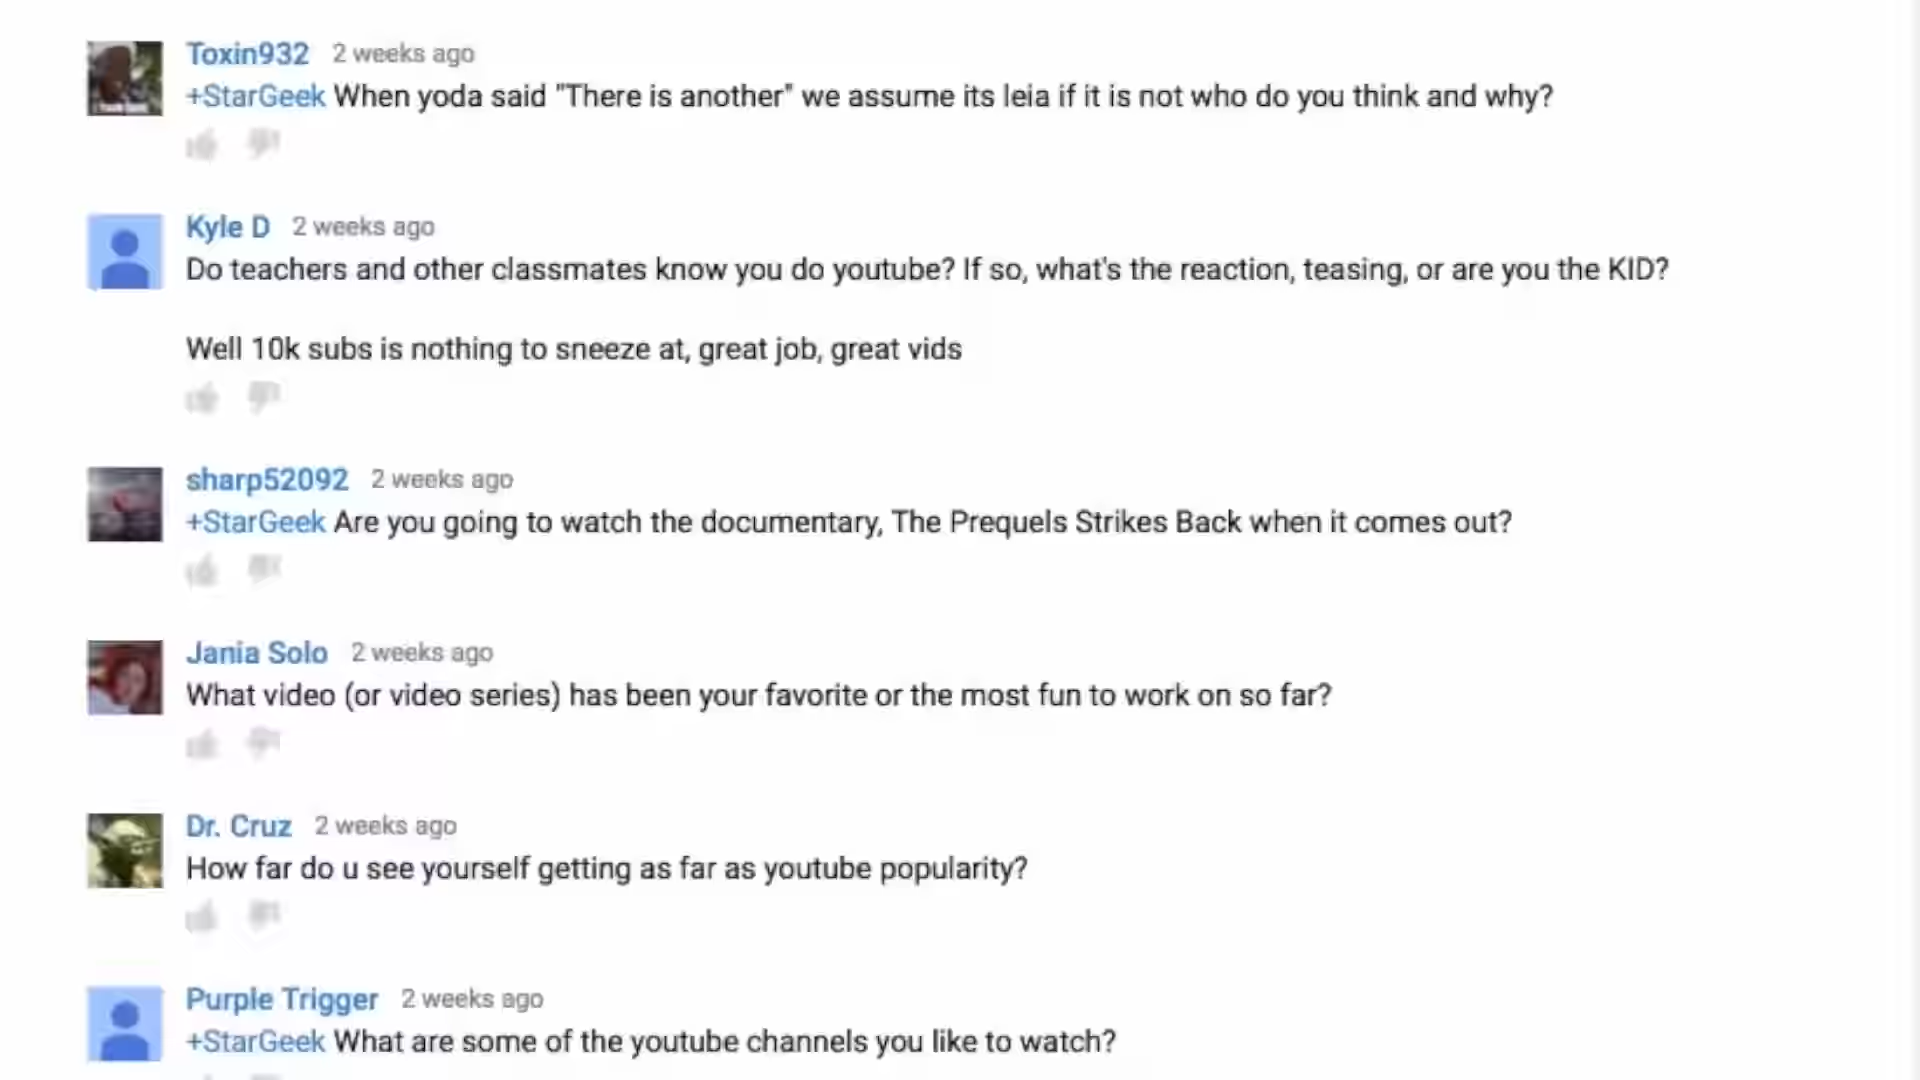 Toxin932 2 weeks ago
+StarGeek When yoda said "There is another" we assume its leia if it is not who do you think and why?
Kyle D 2 weeks ago
Do teachers and other classmates know you do youtube? If so, what's the reaction, teasing, or are you the KID?
Well 10k subs is nothing to sneeze at, great job, great vids
sharp52092 2 weeks ago
+StarGeek Are you going to watch the documentary, The Prequels Strikes Back when it comes out?
Jania Solo 2 weeks ago
What video (or video series) has been your favorite or the most fun to work on so far?
Dr. Cruz 2 weeks ago
How far do u see yourself getting as far as youtube popularity?
Purple Trigger 2 weeks ago
+StarGeek What are some of the youtube channels you like to watch?